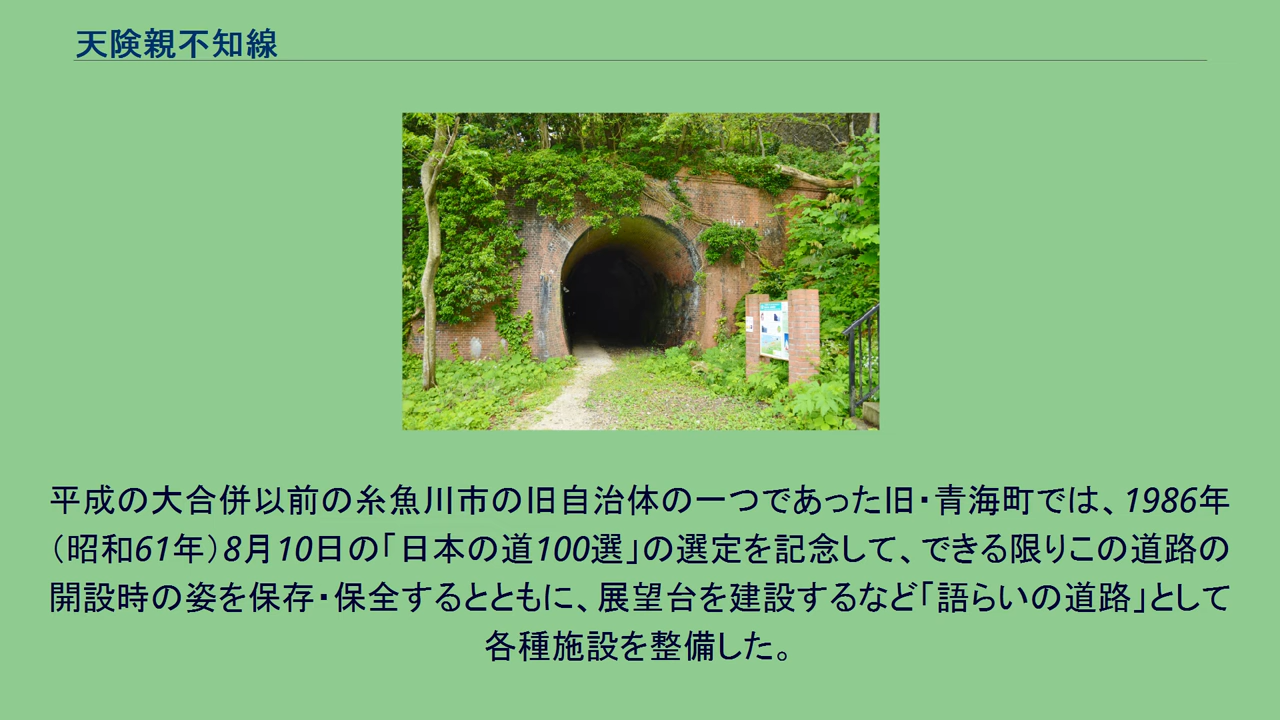 天険親不知線
平成の大合併以前の糸魚川市の旧自治体の一つであった旧・青海町では、1986年
（昭和61年）8月10日の「日本の道100選」の選定を記念して、できる限りこの道路の
開設時の姿を保存・保全するとともに、展望台を建設するなど「語らいの道路」として
各種施設を整備した。